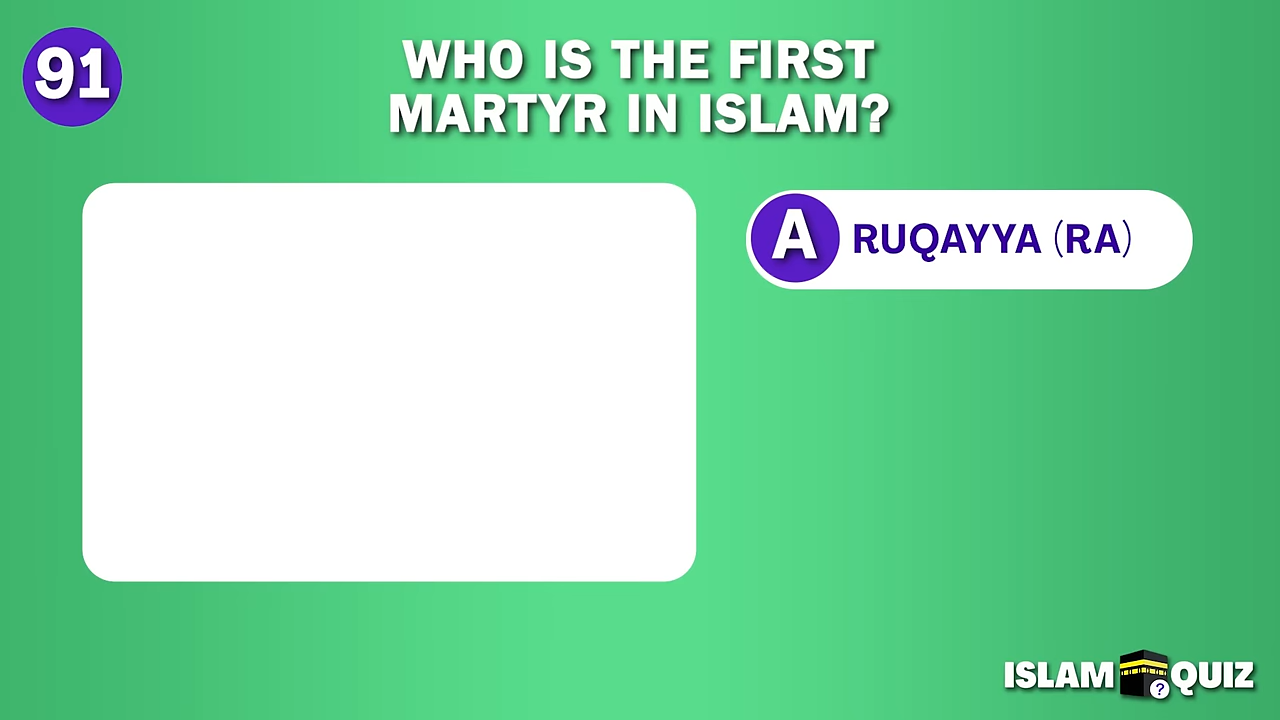 91
WHO IS THE FIRST
MARTYR IN ISLAM?
A RUQAYYA (RA)
ISLAM ? QUIZ